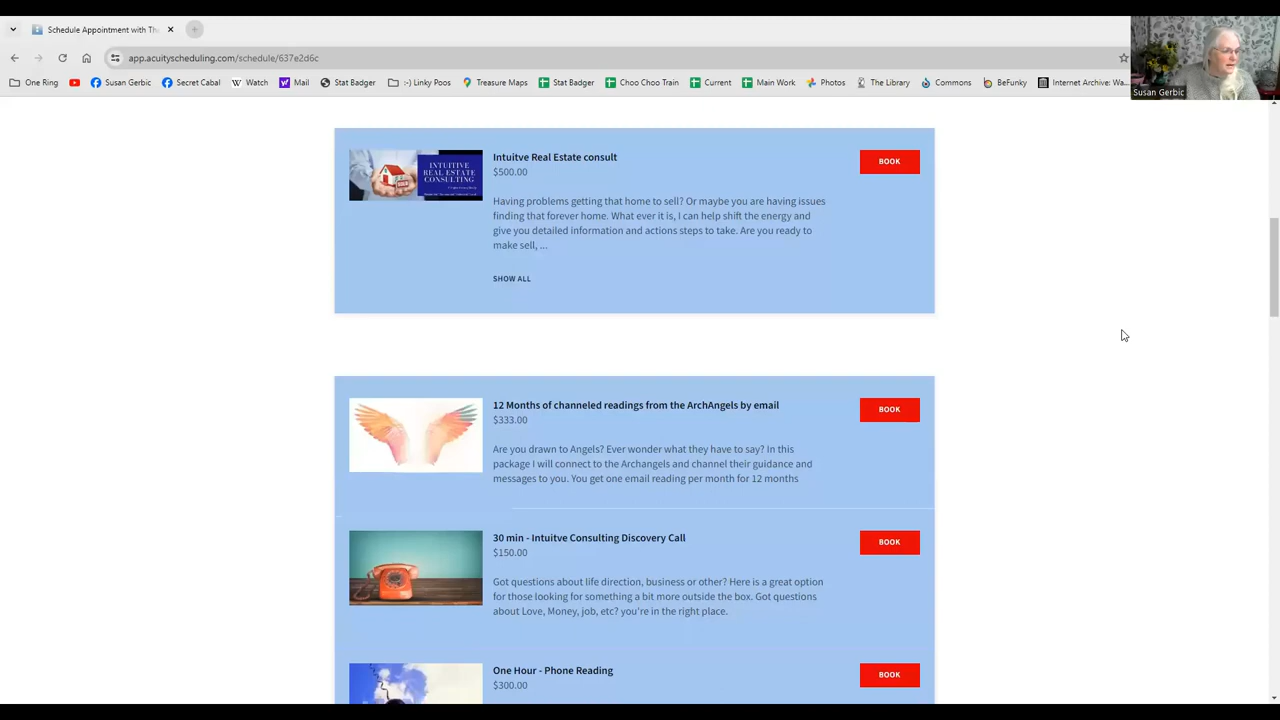 Schedule Appointment with Th
app.acuityscheduling.com/schedule/637e2d6c
One Ring
Susan Gerbic
Secret Cabal
Watch
Mail
Stat Badger
:-) Linky Poos
Treasure Maps
Stat Badger
Choo Choo Train
Current
Main Work
Photos
The Library
Commons
BeFunky
Internet Archive: Wa...
Susan Gerbic
INTUITIVE
REAL ESTATE
CONSULTING
Intuitve Real Estate consult
$500.00
BOOK
Having problems getting that home to sell? Or maybe you are having issues
finding that forever home. What ever it is, I can help shift the energy and
give you detailed information and actions steps to take. Are you ready to
make sell, ...
SHOW ALL
12 Months of channeled readings from the ArchAngels by email
$333.00
BOOK
Are you drawn to Angels? Ever wonder what they have to say? In this
package I will connect to the Archangels and channel their guidance and
messages to you. You get one email reading per month for 12 months
30 min - Intuitve Consulting Discovery Call
$150.00
BOOK
Got questions about life direction, business or other? Here is a great option
for those looking for something a bit more outside the box. Got questions
about Love, Money, job, etc? you're in the right place.
One Hour - Phone Reading
$300.00
BOOK